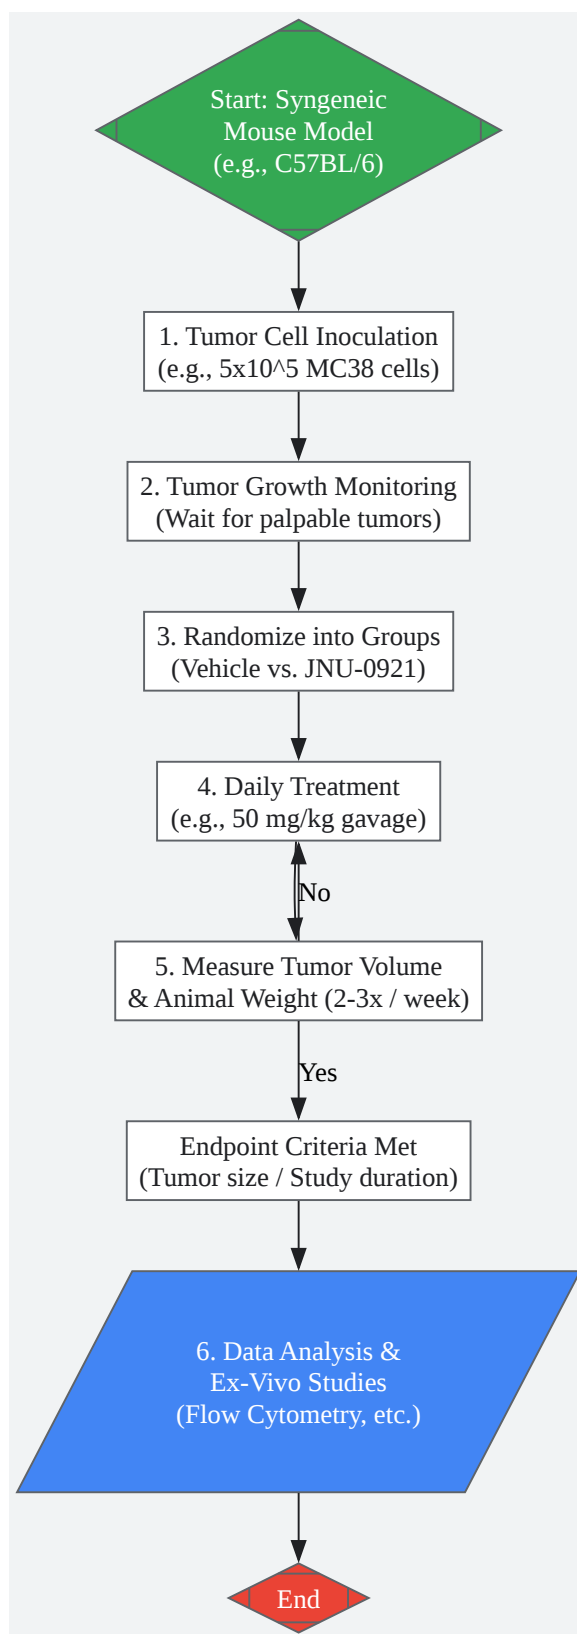 Start: Syngeneic
Mouse Model
(e.g., C57BL/6)
1. Tumor Cell Inoculation
(e.g., 5x10^5 MC38 cells)
2. Tumor Growth Monitoring
(Wait for palpable tumors)
3. Randomize into Groups
(Vehicle vs. JNU-0921)
4. Daily Treatment
(e.g., 50 mg/kg gavage)
No
5. Measure Tumor Volume
& Animal Weight (2-3x / week)
Yes
Endpoint Criteria Met
(Tumor size / Study duration)
6. Data Analysis &
Ex-Vivo Studies
(Flow Cytometry, etc.)
End